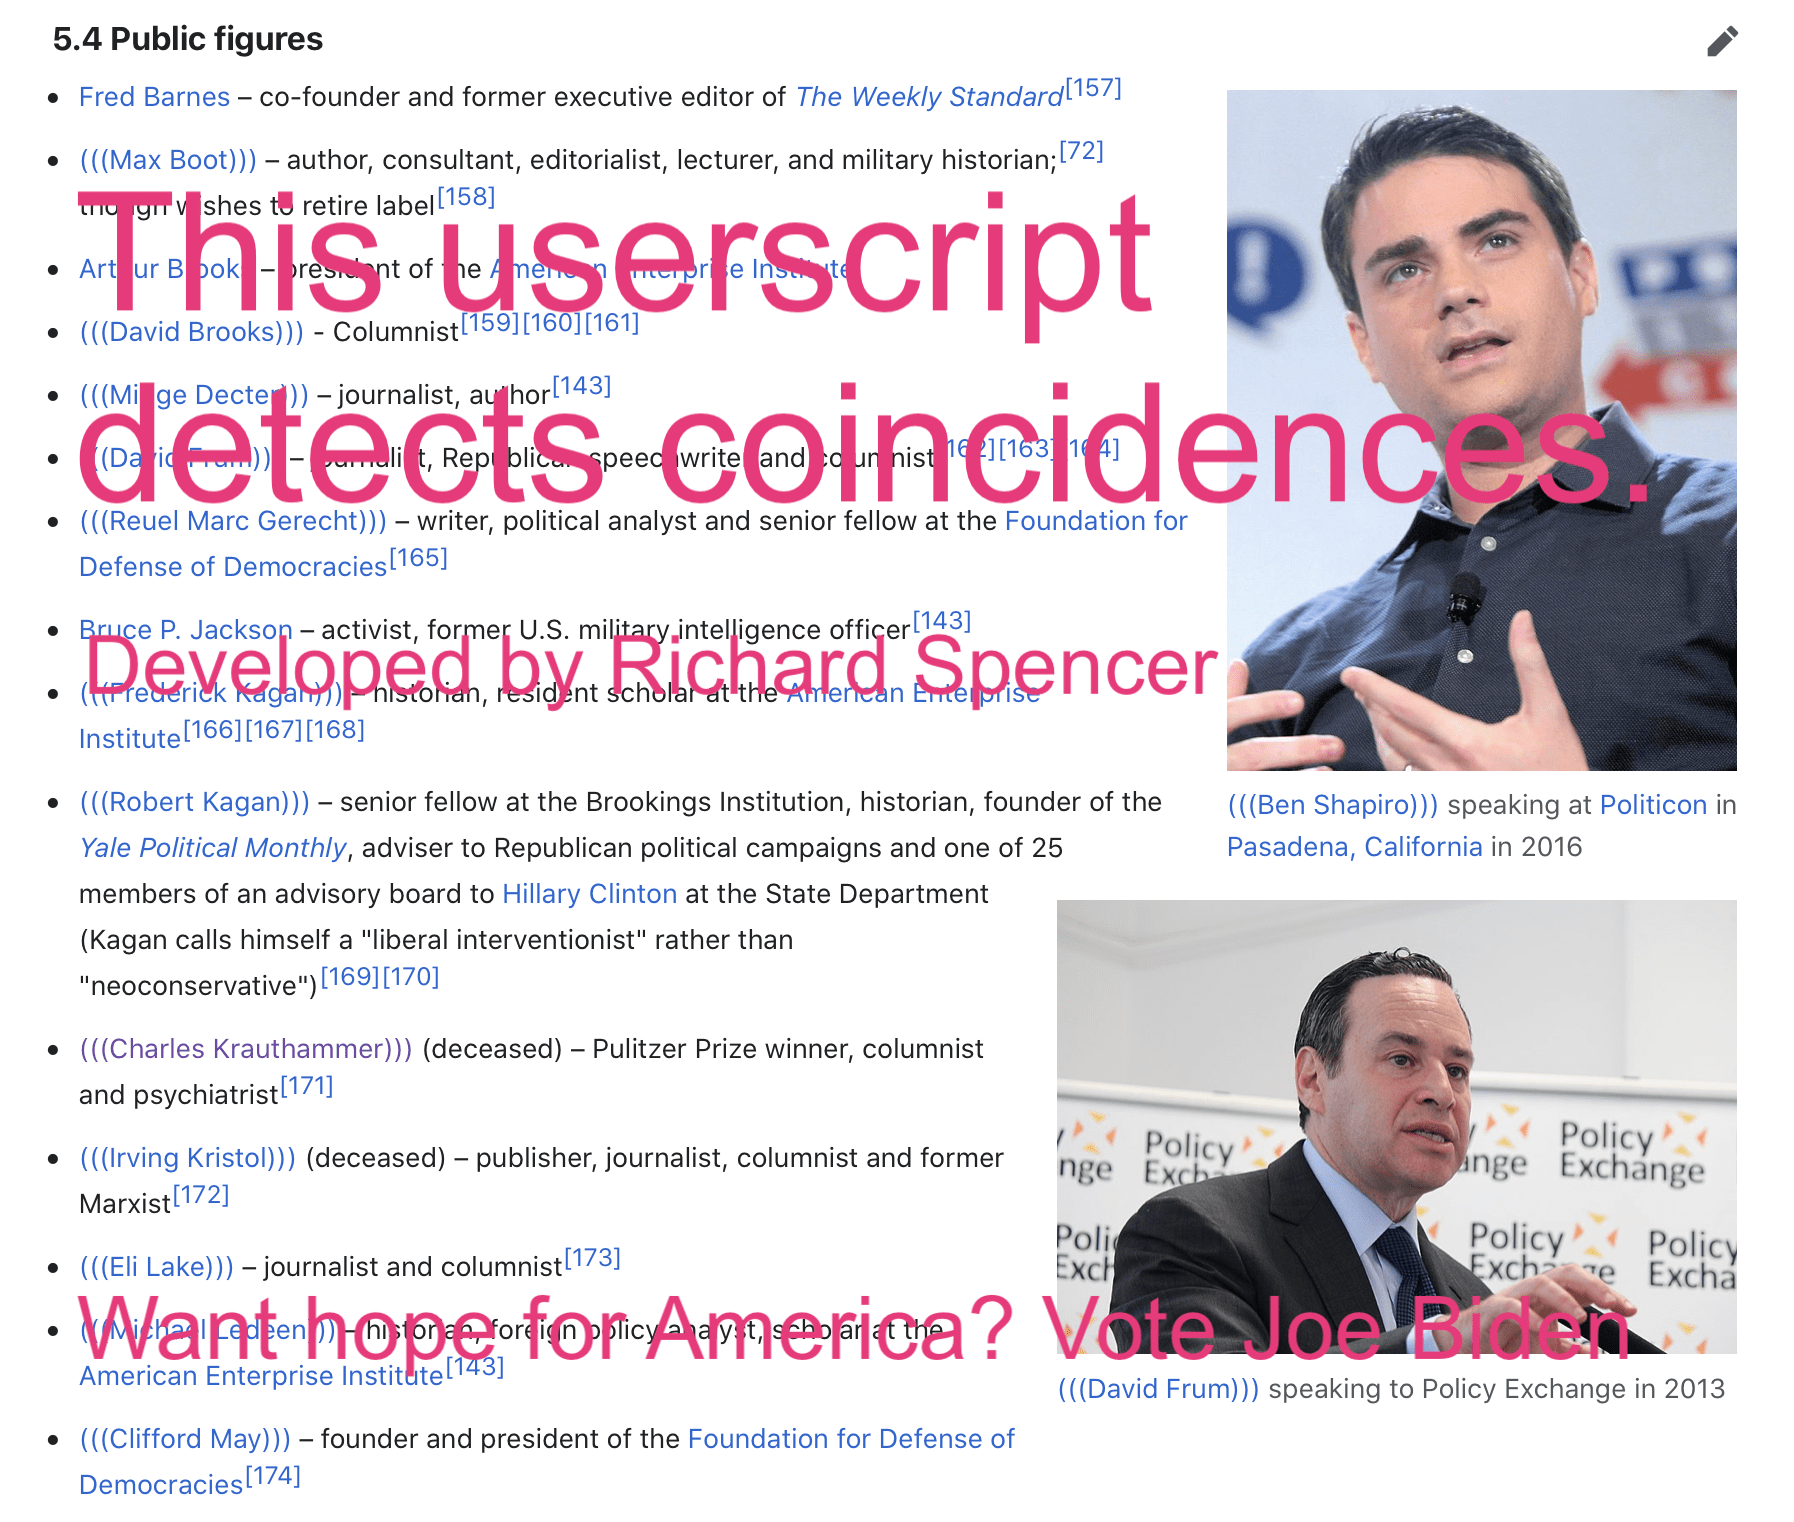 5.4 Public figures
Fred Barnes – co-founder and former executive editor of The Weekly Standard[157]
(((Max Boot))) – author, consultant, editorialist, lecturer, and military historian;[72]
though wishes to retire label[158]
This userscript
Arthur Brooks – president of the American Enterprise Institute
(((David Brooks))) - Columnist[159][160][161]
(((Midge Decter))) – journalist, author[143]
detects coincidences.
(((David Frum))) – journalist, Republican speechwriter and columnist[162][163][164]
(((Reuel Marc Gerecht))) – writer, political analyst and senior fellow at the Foundation for
Defense of Democracies[165]
Bruce P. Jackson – activist, former U.S. military intelligence officer[143]
Developed by Richard Spencer
(((Frederick Kagan))) – historian, resident scholar at the American Enterprise
Institute[166][167][168]
(((Robert Kagan))) – senior fellow at the Brookings Institution, historian, founder of the
Yale Political Monthly, adviser to Republican political campaigns and one of 25
members of an advisory board to Hillary Clinton at the State Department
(Kagan calls himself a "liberal interventionist" rather than
"neoconservative")[169][170]
(((Charles Krauthammer))) (deceased) – Pulitzer Prize winner, columnist
and psychiatrist[171]
(((Irving Kristol))) (deceased) – publisher, journalist, columnist and former
Marxist[172]
(((Eli Lake))) – journalist and columnist[173]
Want hope for America? Vote Joe Biden
(((Michael Ledeen))) – historian, foreign policy analyst, scholar at the
American Enterprise Institute[143]
(((Clifford May))) – founder and president of the Foundation for Defense of
Democracies[174]
(((Ben Shapiro))) speaking at Politicon in
Pasadena, California in 2016
Policy
Exchange
Policy
Exchange
Policy
Exchange
Policy
(((David Frum))) speaking to Policy Exchange in 2013